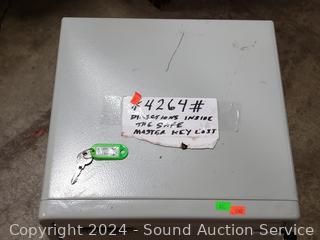 *4264#
DIRECTIONS INSIDE
THE SAFE
MASTER KEY LOST
Copyright 2024 - Sound Auction Service